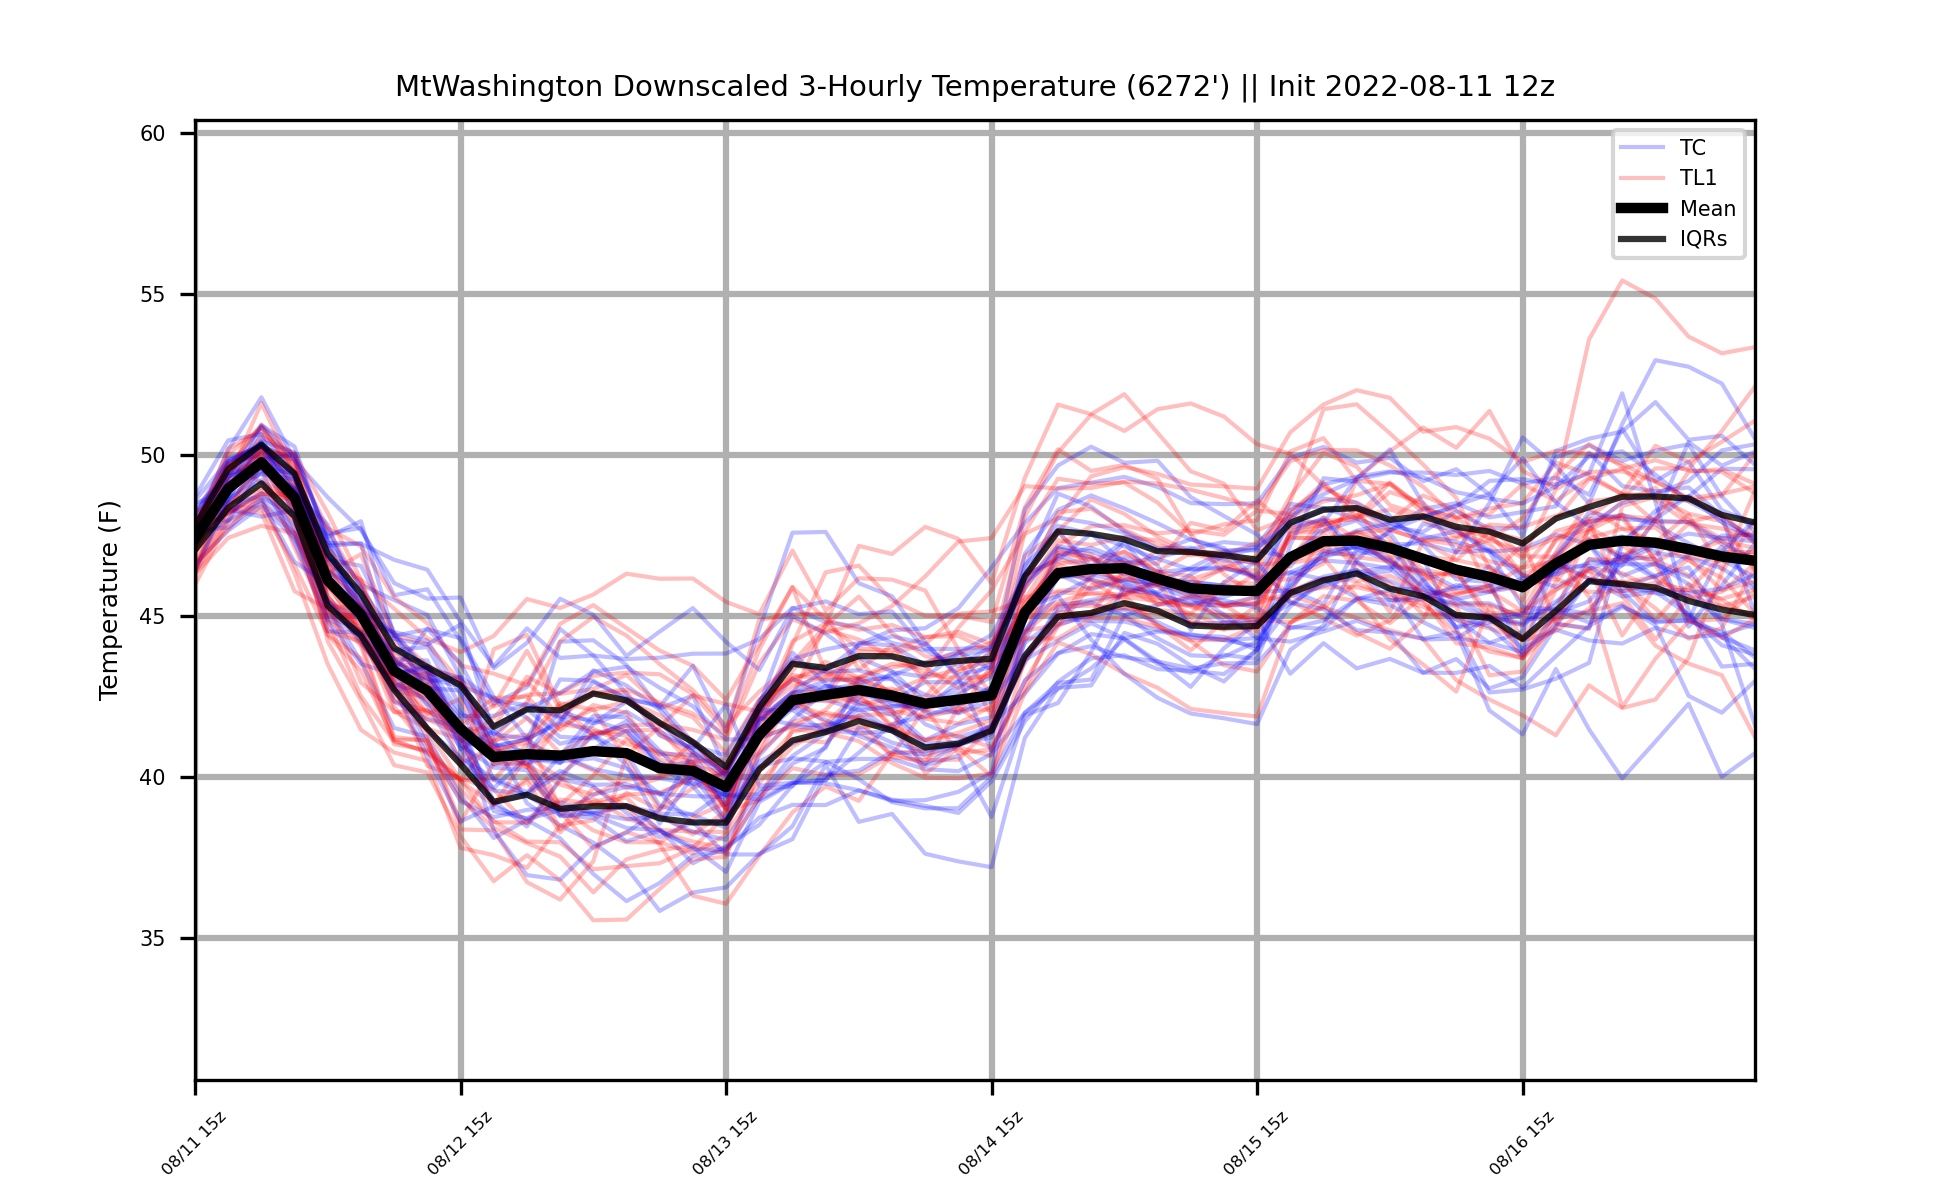 MtWashington Downscaled 3-Hourly Temperature (6272') || Init 2022-08-11 12z
TC
TL1
Mean
IQRs
Temperature (F)
60
55
50
45
40
35
08/11 15z
08/12 15z
08/13 15z
08/14 15z
08/15 15z
08/16 15z